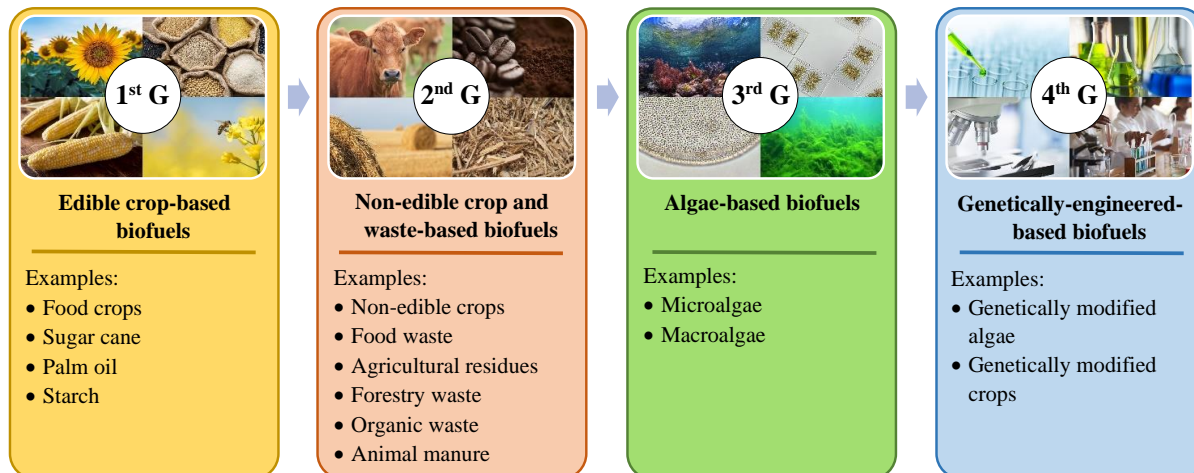 1st G
Edible crop-based
biofuels
Examples:
• Food crops
• Sugar cane
• Palm oil
• Starch
2nd G
Non-edible crop and
waste-based biofuels
Examples:
• Non-edible crops
• Food waste
• Agricultural residues
• Forestry waste
• Organic waste
• Animal manure
3rd G
Algae-based biofuels
Examples:
• Microalgae
• Macroalgae
4th G
Genetically-engineered-
based biofuels
Examples:
• Genetically modified
algae
• Genetically modified
crops